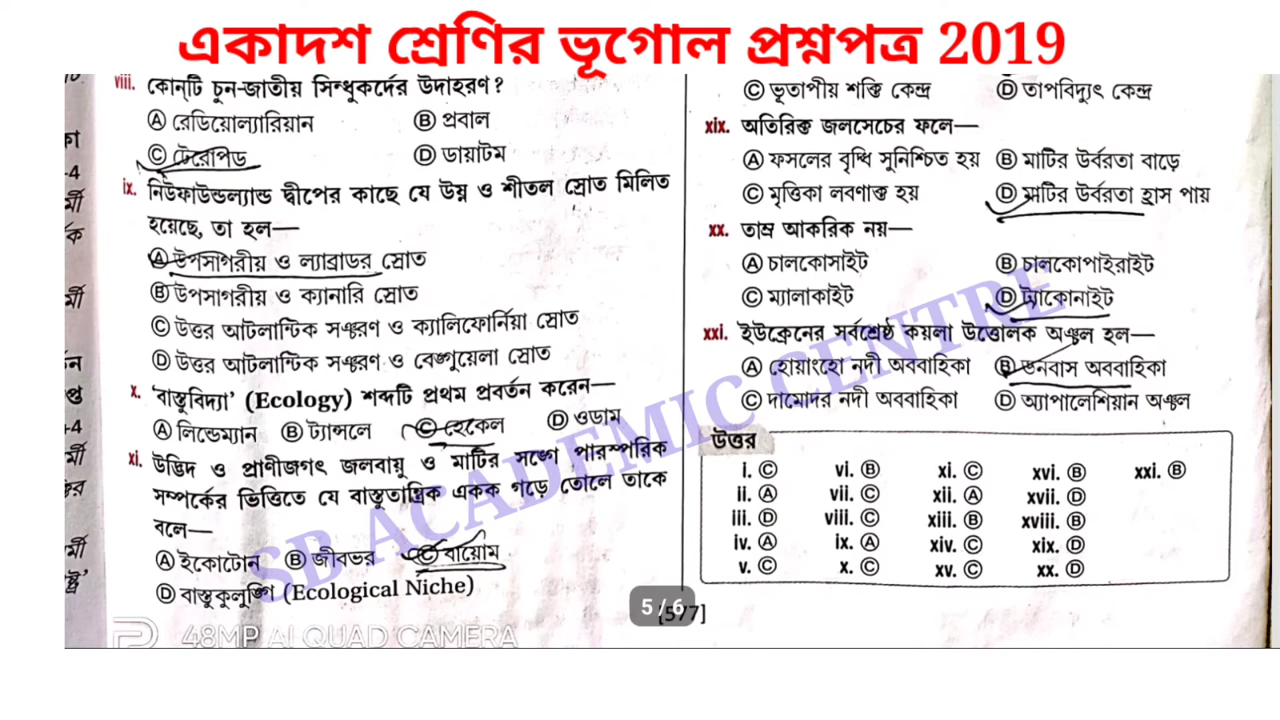 একাদশ শ্রেণির ভূগোল প্রশ্নপত্র 2019
viii. কোন্‌টি চুন-জাতীয় সিন্ধুকর্দের উদাহরণ?
Ⓐ রেডিয়োল্যারিয়ান Ⓑ প্রবাল
Ⓒ টেরোপড Ⓓ ডায়াটম
ix. নিউফাউন্ডল্যান্ড দ্বীপের কাছে যে উষ্ণ ও শীতল স্রোত মিলিত
হয়েছে, তা হল—
Ⓐ উপসাগরীয় ও ল্যাব্রাডর স্রোত
Ⓑ উপসাগরীয় ও ক্যানারি স্রোত
Ⓒ উত্তর আটলান্টিক সঞ্চরণ ও ক্যালিফোর্নিয়া স্রোত
Ⓓ উত্তর আটলান্টিক সঞ্চরণ ও বেঙ্গুয়েলা স্রোত
x. 'বাস্তুবিদ্যা' (Ecology) শব্দটি প্রথম প্রবর্তন করেন—
Ⓐ লিন্ডেম্যান Ⓑ ট্যান্সলে Ⓒ হেকেল Ⓓ ওডাম
xi. উদ্ভিদ ও প্রাণীজগৎ জলবায়ু ও মাটির সঙ্গে পারস্পরিক
সম্পর্কের ভিত্তিতে যে বাস্তুতান্ত্রিক একক গড়ে তোলে তাকে
বলে—
Ⓐ ইকোটোন Ⓑ জীবভর Ⓒ বায়োম
Ⓓ বাস্তুকুলুঙ্গি (Ecological Niche)
Ⓒ ভূতাপীয় শক্তি কেন্দ্র Ⓓ তাপবিদ্যুৎ কেন্দ্র
xix. অতিরিক্ত জলসেচের ফলে—
Ⓐ ফসলের বৃদ্ধি সুনিশ্চিত হয় Ⓑ মাটির উর্বরতা বাড়ে
Ⓒ মৃত্তিকা লবণাক্ত হয় Ⓓ মাটির উর্বরতা হ্রাস পায়
xx. তাম্র আকরিক নয়—
Ⓐ চালকোসাইট Ⓑ চালকোপাইরাইট
Ⓒ ম্যালাকাইট Ⓓ ট্যাকোনাইট
xxi. ইউক্রেনের সর্বশ্রেষ্ঠ কয়লা উত্তোলক অঞ্চল হল—
Ⓐ হোয়াংহো নদী অববাহিকা Ⓑ ডনবাস অববাহিকা
Ⓒ দামোদর নদী অববাহিকা Ⓓ অ্যাপালেশিয়ান অঞ্চল
উত্তর
i. Ⓒ vi. Ⓑ xi. Ⓒ xvi. Ⓑ xxi. Ⓑ
ii. Ⓐ vii. Ⓒ xii. Ⓐ xvii. Ⓓ
iii. Ⓓ viii. Ⓒ xiii. Ⓑ xviii. Ⓑ
iv. Ⓐ ix. Ⓐ xiv. Ⓒ xix. Ⓓ
v. Ⓒ x. Ⓒ xv. Ⓒ xx. Ⓓ
5 / 6
[577]
SB ACADEMIC CENTRE
48MP AI QUAD CAMERA